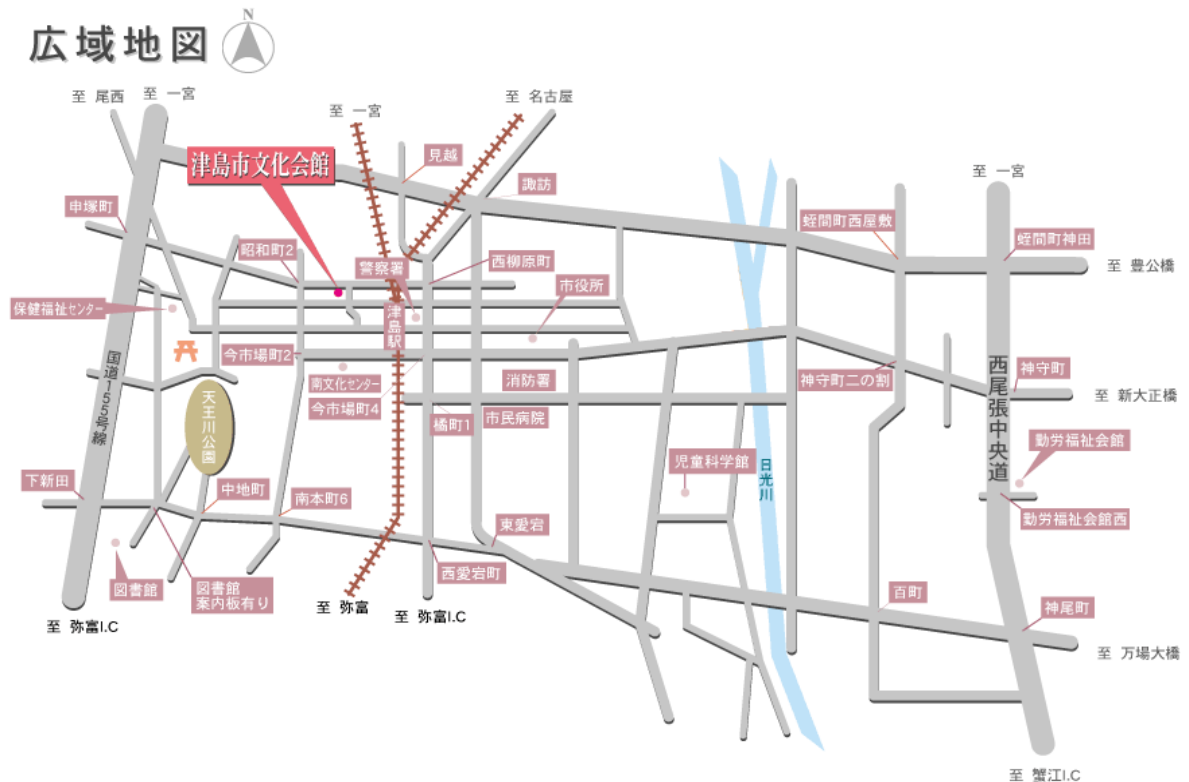 広域地図
N
至 尾西
至 一宮
至 一宮
至 名古屋
津島市文化会館
見越
諏訪
至 一宮
申塚町
昭和町2
警察署
西柳原町
市役所
蛭間町西屋敷
蛭間町神田
至 豊公橋
保健福祉センター
津島駅
国道155号線
今市場町2
南文化センター
今市場町4
消防署
橘町1
市民病院
神守町二の割
西尾張中央道
神守町
至 新大正橋
天王川公園
児童科学館
日光川
勤労福祉会館
下新田
中地町
南本町6
東愛宕
勤労福祉会館西
図書館
図書館
案内板有り
西愛宕町
百町
神尾町
至 弥富I.C
至 弥富
至 弥富I.C
至 万場大橋
至 蟹江I.C